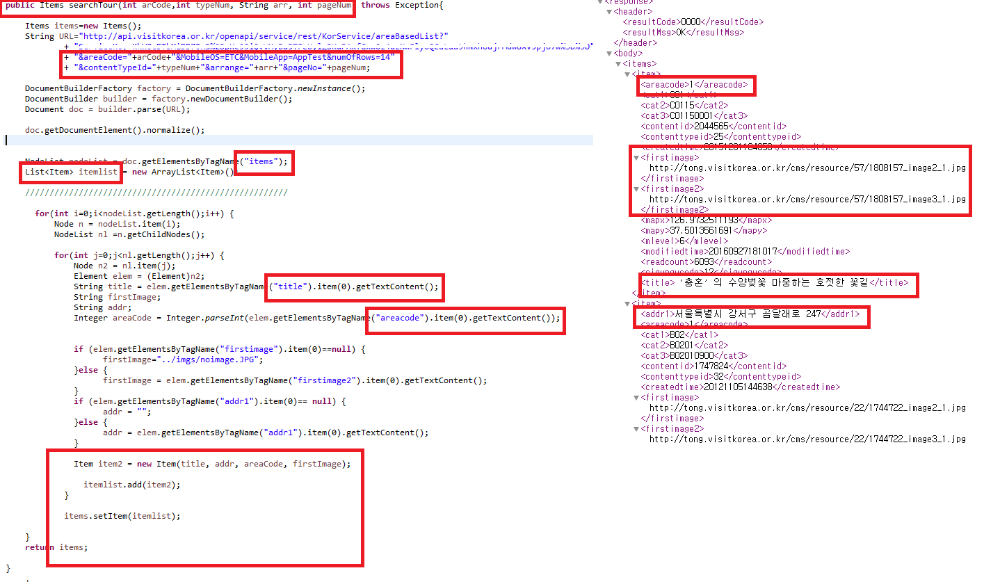 public Items searchTour(int arCode,int typeNum, String arr, int pageNum) throws Exception{
Items items=new Items();
String URL="http://api.visitkorea.or.kr/openapi/service/rest/KorService/areaBasedList?"
+ "&areaCode="+arCode+"&MobileOS=ETC&MobileApp=AppTest&numOfRows=14"
+ "&contentTypeId="+typeNum+"&arrange="+arr+"&pageNo="+pageNum;
DocumentBuilderFactory factory = DocumentBuilderFactory.newInstance();
DocumentBuilder builder = factory.newDocumentBuilder();
Document doc = builder.parse(URL);
doc.getDocumentElement().normalize();
NodeList nodeList = doc.getElementsByTagName("items");
List<Item> itemlist = new ArrayList<Item>()
//////////////////////////////////////////////////////
for(int i=0;i<nodeList.getLength();i++) {
Node n = nodeList.item(i);
NodeList nl =n.getChildNodes();
for(int j=0;j<nl.getLength();j++) {
Node n2 = nl.item(j);
Element elem = (Element)n2;
String title = elem.getElementsByTagName("title").item(0).getTextContent();
String firstImage;
String addr;
Integer areaCode = Integer.parseInt(elem.getElementsByTagName("areacode").item(0).getTextContent());
if (elem.getElementsByTagName("firstimage").item(0)==null) {
firstImage="../imgs/noimage.JPG";
}else {
firstImage = elem.getElementsByTagName("firstimage2").item(0).getTextContent();
}
if (elem.getElementsByTagName("addr1").item(0)== null) {
addr = "";
}else {
addr = elem.getElementsByTagName("addr1").item(0).getTextContent();
}
Item item2 = new Item(title, addr, areaCode, firstImage);
itemlist.add(item2);
}
items.setItem(itemlist);
}
return items;
}
<response>
<header>
<resultCode>0000</resultCode>
<resultMsg>OK</resultMsg>
</header>
<body>
<items>
<item>
<areacode>1</areacode>
<cat1>C01</cat1>
<cat2>C0115</cat2>
<cat3>C01150001</cat3>
<contentid>2044565</contentid>
<contenttypeid>25</contenttypeid>
<firstimage>
http://tong.visitkorea.or.kr/cms/resource/57/1808157_image2_1.jpg
</firstimage>
<firstimage2>
http://tong.visitkorea.or.kr/cms/resource/57/1808157_image3_1.jpg
</firstimage2>
<mapx>126.9732511193</mapx>
<mapy>37.5013561691</mapy>
<mlevel>6</mlevel>
<modifiedtime>20160927181017</modifiedtime>
<readcount>6093</readcount>
<sigungucode>12</sigungucode>
<title> ‘충혼’ 의 수양벚꽃 마중하는 호젓한 꽃길</title>
</item>
<item>
<addr1>서울특별시 강서구 곰달래로 247</addr1>
<areacode>1</areacode>
<cat1>B02</cat1>
<cat2>B0201</cat2>
<cat3>B02010900</cat3>
<contentid>1747824</contentid>
<contenttypeid>32</contenttypeid>
<createdtime>20121105144638</createdtime>
<firstimage>
http://tong.visitkorea.or.kr/cms/resource/22/1744722_image2_1.jpg
</firstimage>
<firstimage2>
http://tong.visitkorea.or.kr/cms/resource/22/1744722_image3_1.jpg